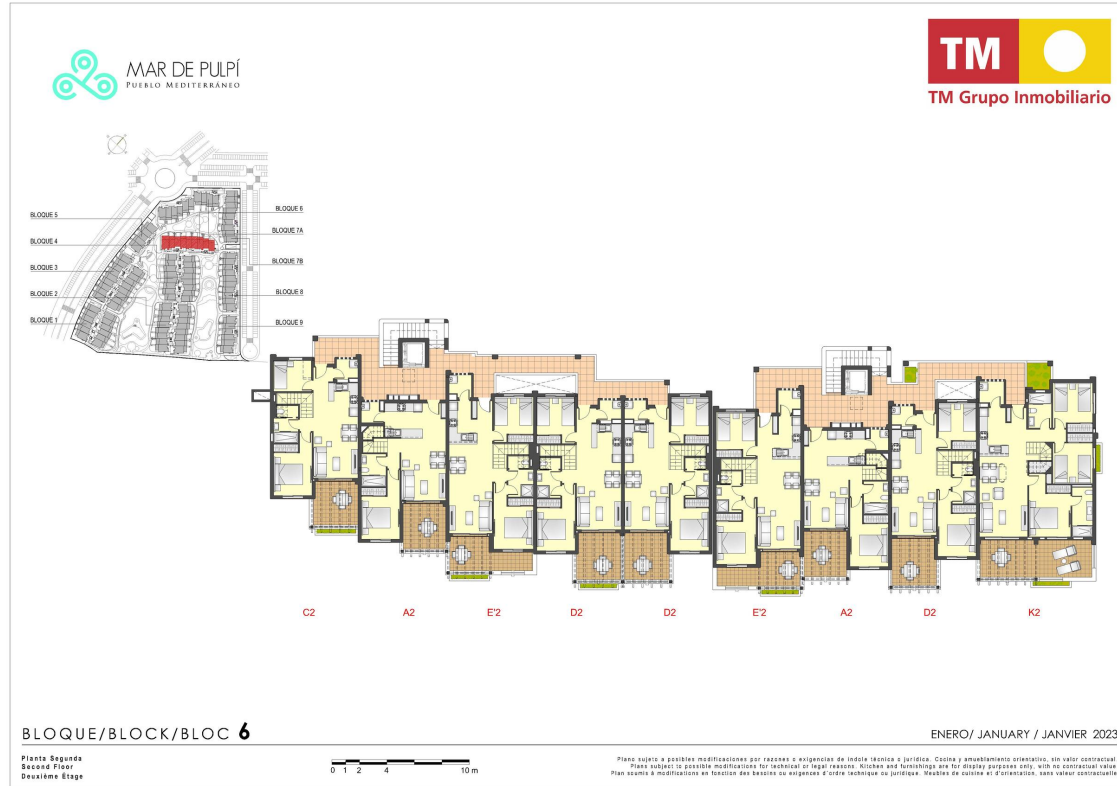 MAR DE PULPÍ
PUEBLO MEDITERRÁNEO
TM
TM Grupo Inmobiliario
BLOQUE 5
BLOQUE 4
BLOQUE 3
BLOQUE 2
BLOQUE 1
BLOQUE 6
BLOQUE 7A
BLOQUE 7B
BLOQUE 8
BLOQUE 9
C2
A2
E'2
D2
D2
E'2
A2
D2
K2
BLOQUE/BLOCK/BLOC 6
ENERO/ JANUARY / JANVIER 2023
Planta Segunda
Second Floor
Deuxième Étage
0 1 2 4 10 m
Plano sujeto a posibles modificaciones por razones o exigencias de índole técnica o jurídica. Cocina y amueblamiento orientativo, sin valor contractual.
Plans subject to possible modifications for technical or legal reasons. Kitchen and furnishings are for display purposes only, with no contractual value.
Plan soumis à modifications en fonction des besoins ou exigences d'ordre technique ou juridique. Meubles de cuisine et d'orientation, sans valeur contractuelle.